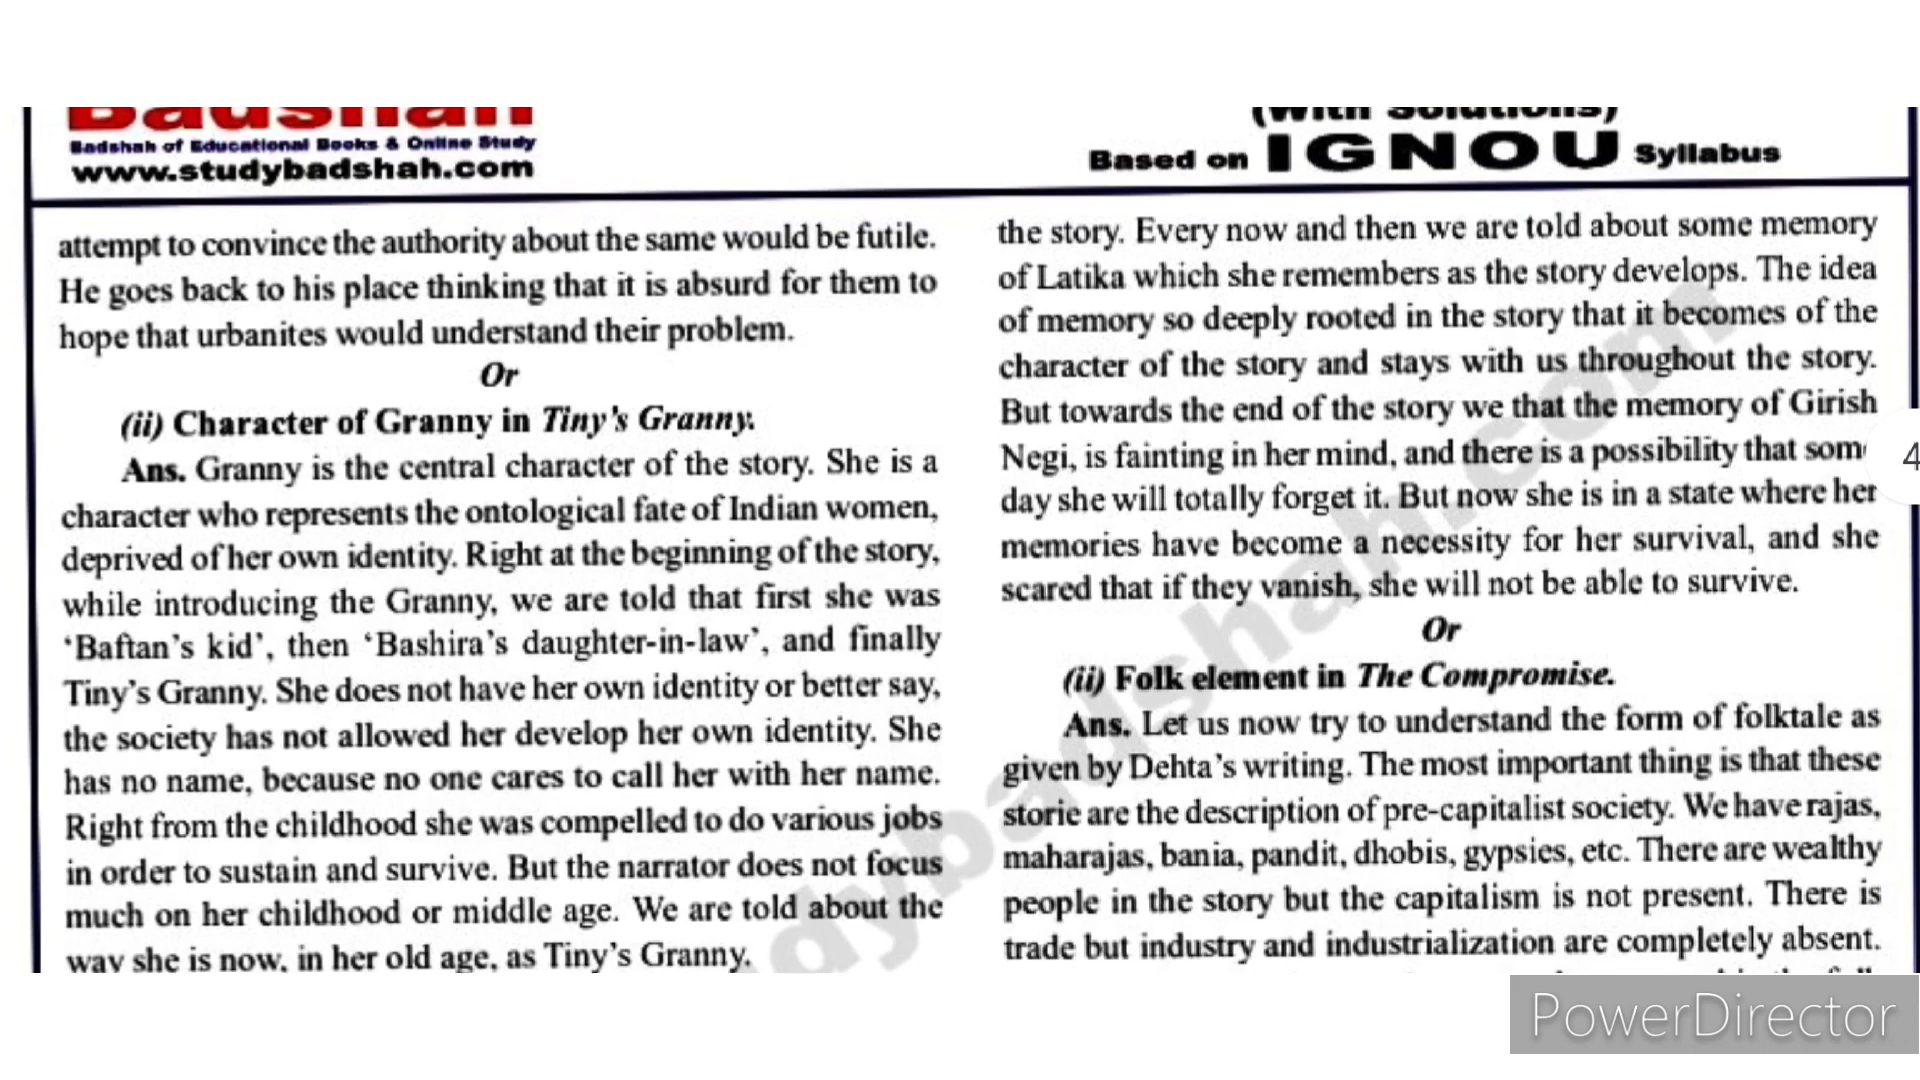 Badshah
Badshah of Educational Books & Online Study
www.studybadshah.com
(With Solutions)
Based on IGNOU Syllabus
attempt to convince the authority about the same would be futile.
He goes back to his place thinking that it is absurd for them to
hope that urbanites would understand their problem.
Or
(ii) Character of Granny in Tiny's Granny.
Ans. Granny is the central character of the story. She is a
character who represents the ontological fate of Indian women,
deprived of her own identity. Right at the beginning of the story,
while introducing the Granny, we are told that first she was
‘Baftan’s kid’, then ‘Bashira’s daughter-in-law’, and finally
Tiny’s Granny. She does not have her own identity or better say,
the society has not allowed her develop her own identity. She
has no name, because no one cares to call her with her name.
Right from the childhood she was compelled to do various jobs
in order to sustain and survive. But the narrator does not focus
much on her childhood or middle age. We are told about the
way she is now, in her old age, as Tiny’s Granny.
the story. Every now and then we are told about some memory
of Latika which she remembers as the story develops. The idea
of memory so deeply rooted in the story that it becomes of the
character of the story and stays with us throughout the story.
But towards the end of the story we that the memory of Girish
Negi, is fainting in her mind, and there is a possibility that som
day she will totally forget it. But now she is in a state where her
memories have become a necessity for her survival, and she
scared that if they vanish, she will not be able to survive.
Or
(ii) Folk element in The Compromise.
Ans. Let us now try to understand the form of folktale as
given by Dehta’s writing. The most important thing is that these
storie are the description of pre-capitalist society. We have rajas,
maharajas, bania, pandit, dhobis, gypsies, etc. There are wealthy
people in the story but the capitalism is not present. There is
trade but industry and industrialization are completely absent.
4
dybadshah.com
PowerDirector